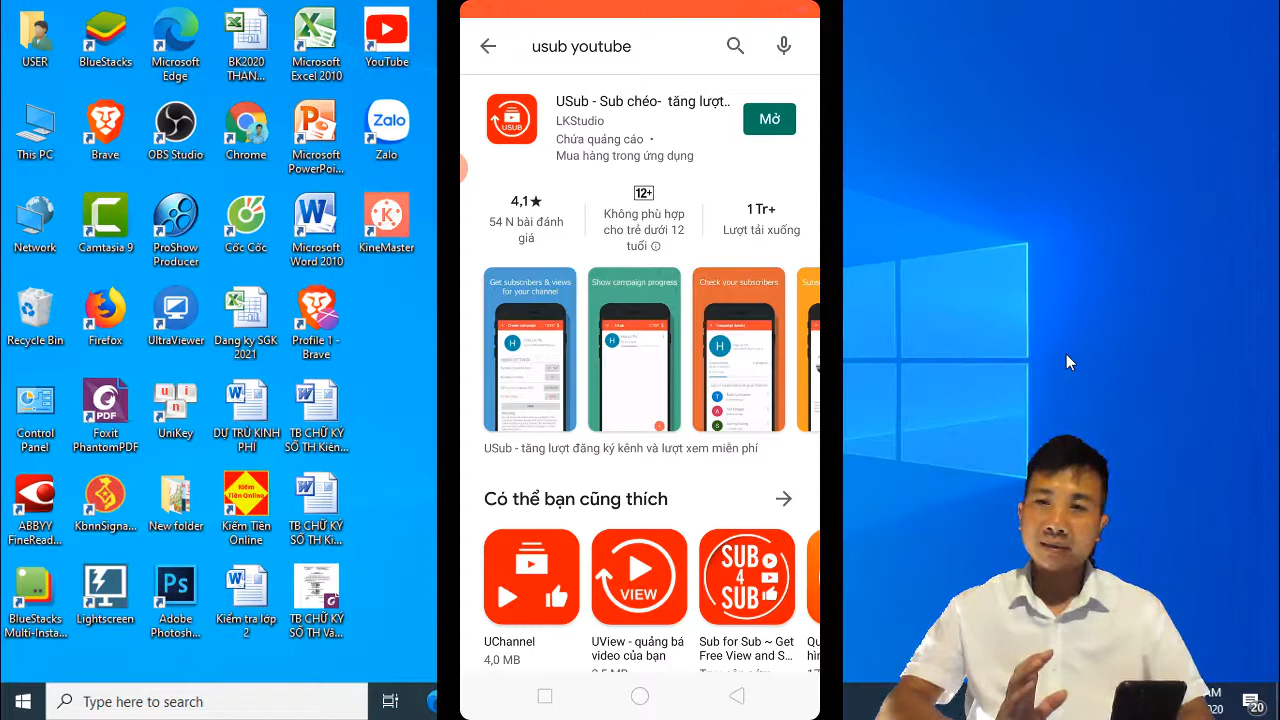 USER
BlueStacks
Microsoft
Edge
BK2020
THAN...
Microsoft
Excel 2010
YouTube
This PC
Brave
OBS Studio
Chrome
Microsoft
PowerPoi...
Zalo
Zalo
Network
Camtasia 9
ProShow
Producer
Cốc Cốc
Microsoft
Word 2010
KineMaster
Recycle Bin
Firefox
UltraViewer
Dang ky SGK
2021
Profile 1 -
Brave
Control
Panel
PDF
Foxit
PhantomPDF
UniKey
DỰ TRÙ KINH
PHÍ
TB CHỮ KÝ
SỐ TH Kiên...
ABBYY
FineRead...
KbnnSigna...
New folder
Kiếm
Tiền
Online
Kiếm Tiền
Online
TB CHỮ KÝ
SỐ TH Ki...
BlueStacks
Multi-Insta...
Lightscreen
Ps
Adobe
Photosh...
Kiểm tra lớp
2
TB CHỮ KÝ
SỐ TH Và...
Type here to search
usub youtube
USUB
USub - Sub chéo- tăng lượt..
LKStudio
Chứa quảng cáo •
Mua hàng trong ứng dụng
Mở
4,1★
54 N bài đánh
giá
12+
Không phù hợp
cho trẻ dưới 12
tuổi
1 Tr+
Lượt tải xuống
Get subscribers & views
for your channel
Show campaign progress
Check your subscribers
USub - tăng lượt đăng ký kênh và lượt xem miễn phí
Có thể bạn cũng thích
VIEW
SUB
4
SUB
UChannel
4,0 MB
UView - quảng bá
video của bạn
Sub for Sub ~ Get
Free View and S...
20